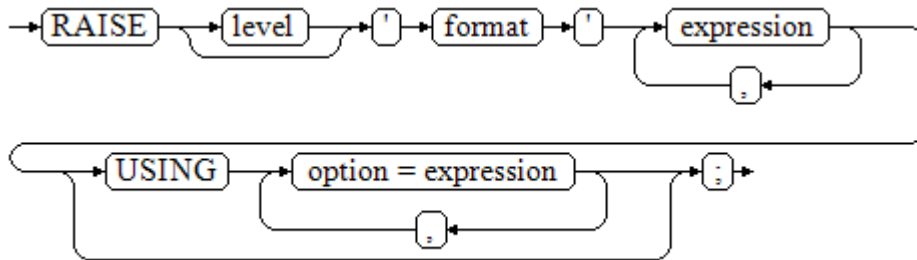 RAISE level ' format ' expression
,
USING option = expression ;
,